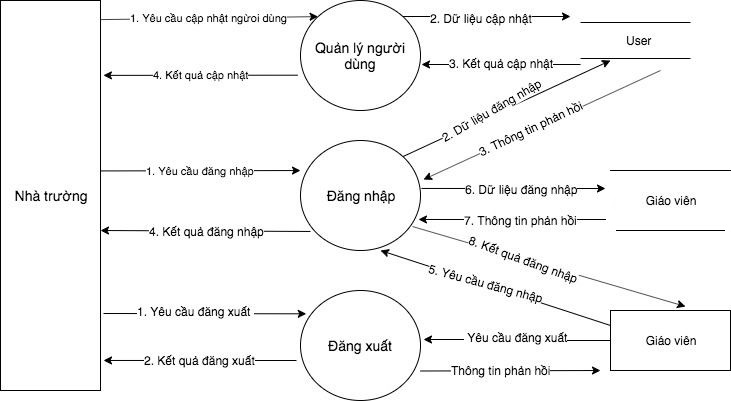 1. Yêu cầu cập nhật ngừoi dùng
2. Dữ liệu cập nhật
Quản lý người
dùng
User
3. Kết quả cập nhật
4. Kết quả cập nhật
2. Dữ liệu đăng nhập
3. Thông tin phản hồi
1. Yêu cầu đăng nhập
Nhà trường
Đăng nhập
6. Dữ liệu đăng nhập
Giáo viên
7. Thông tin phản hồi
4. Kết quả đăng nhập
8. Kết quả đăng nhập
5. Yêu cầu đăng nhập
1. Yêu cầu đăng xuất
Đăng xuất
Yêu cầu đăng xuất
Giáo viên
2. Kết quả đăng xuất
Thông tin phản hồi